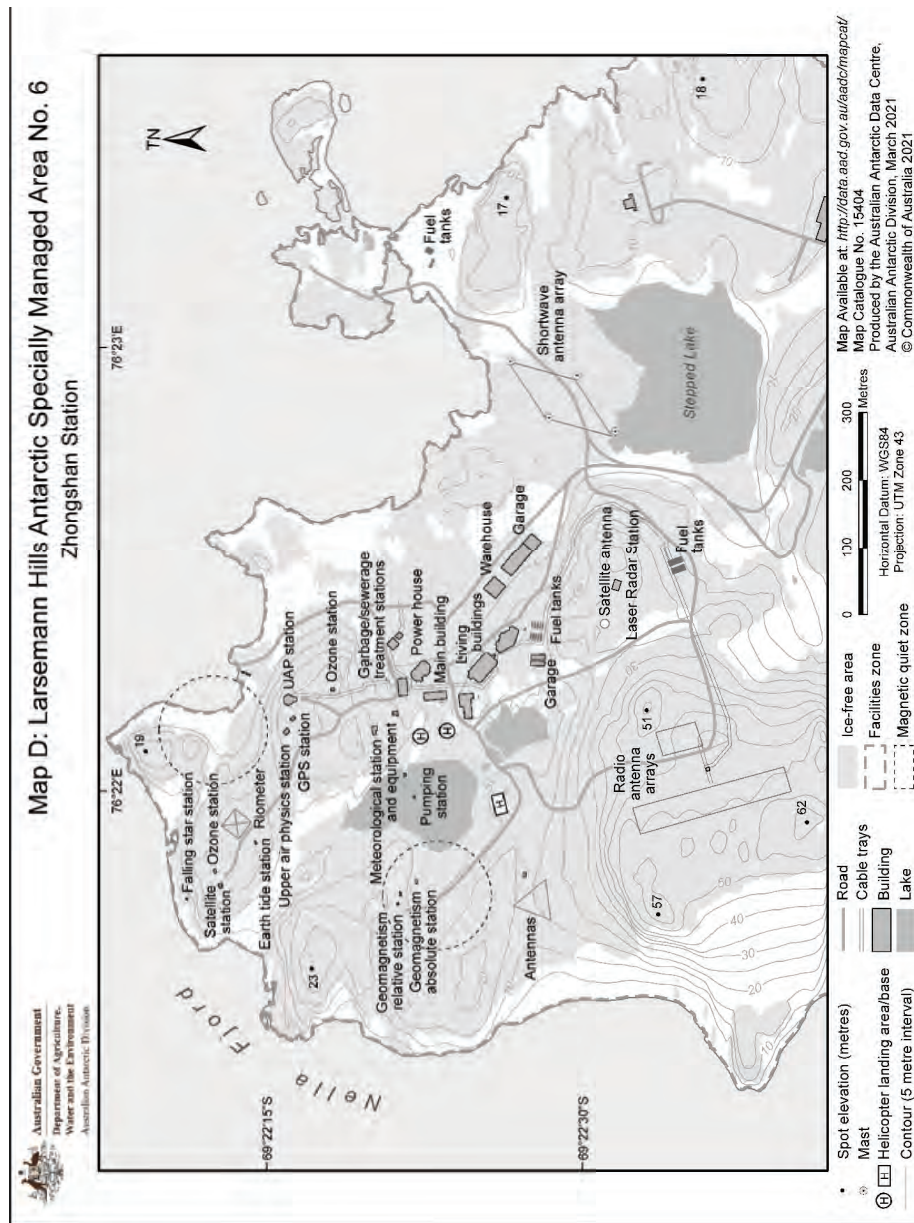 Australian Government
Department of Agriculture,
Water and the Environment
Australian Antarctic Division
Map D: Larsemann Hills Antarctic Specially Managed Area No. 6
Zhongshan Station
76°22'E
76°23'E
TN
69°22'15"S
69°22'30"S
Nella Fjord
19
Falling star station
Ozone station
Satellite
station
Riometer
Earth tide station
Upper air physics station
GPS station
UAP station
Ozone station
23
Garbage/sewerage
treatment stations
Power house
Main building
Meteorological station
and equipment
H
H
Pumping
station
Geomagnetism
relative station
Geomagnetism
absolute station
H
Living
buildings
Warehouse
Garage
Fuel tanks
Garage
Antennas
Satellite antenna
Laser Radar Station
Fuel
tanks
Shortwave
antenna array
Stepped Lake
Fuel
tanks
17
18
51
Radio
antenna
arrays
57
62
10
20
30
40
50
Spot elevation (metres)
Mast
H H Helicopter landing area/base
Contour (5 metre interval)
Road
Cable trays
Building
Lake
Ice-free area
Facilities zone
Magnetic quiet zone
0 100 200 300
Metres
Horizontal Datum: WGS84
Projection: UTM Zone 43
Map Available at: http://data.aad.gov.au/aadc/mapcat/
Map Catalogue No. 15404
Produced by the Australian Antarctic Data Centre,
Australian Antarctic Division, March 2021
© Commonwealth of Australia 2021